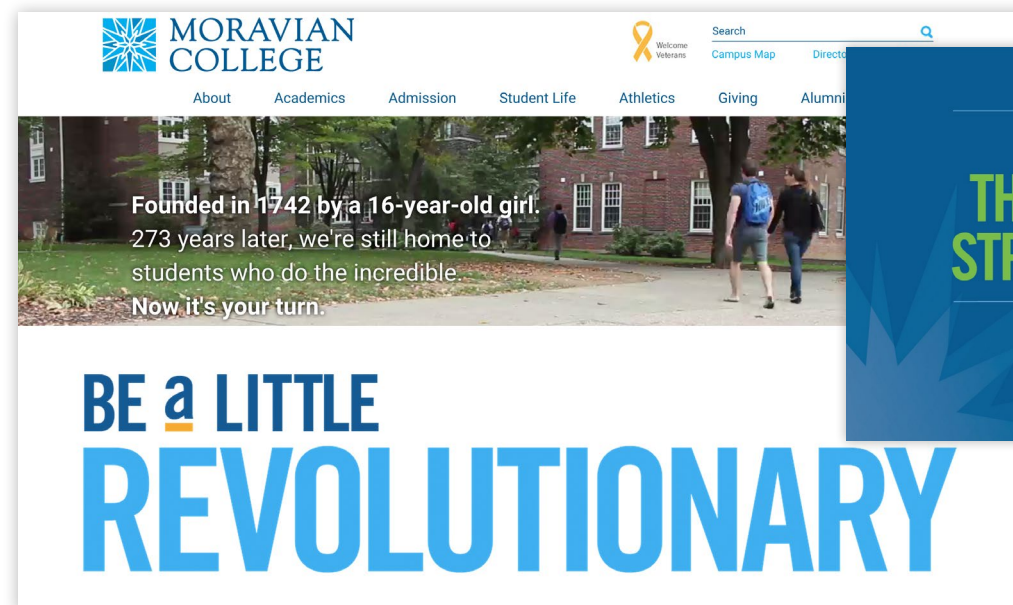 MORAVIAN
COLLEGE
Welcome
Veterans
Search
Campus Map
About Academics Admission Student Life Athletics Giving Alumni
Founded in 1742 by a 16-year-old girl.
273 years later, we're still home to
students who do the incredible.
Now it's your turn.
BE a LITTLE
REVOLUTIONARY